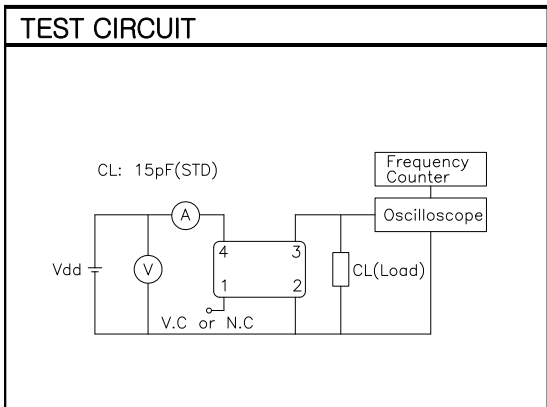 TEST CIRCUIT
CL: 15pF(STD)
Frequency
Counter
A
Oscilloscope
4
3
Vdd
V
CL(Load)
1
2
V.C or N.C